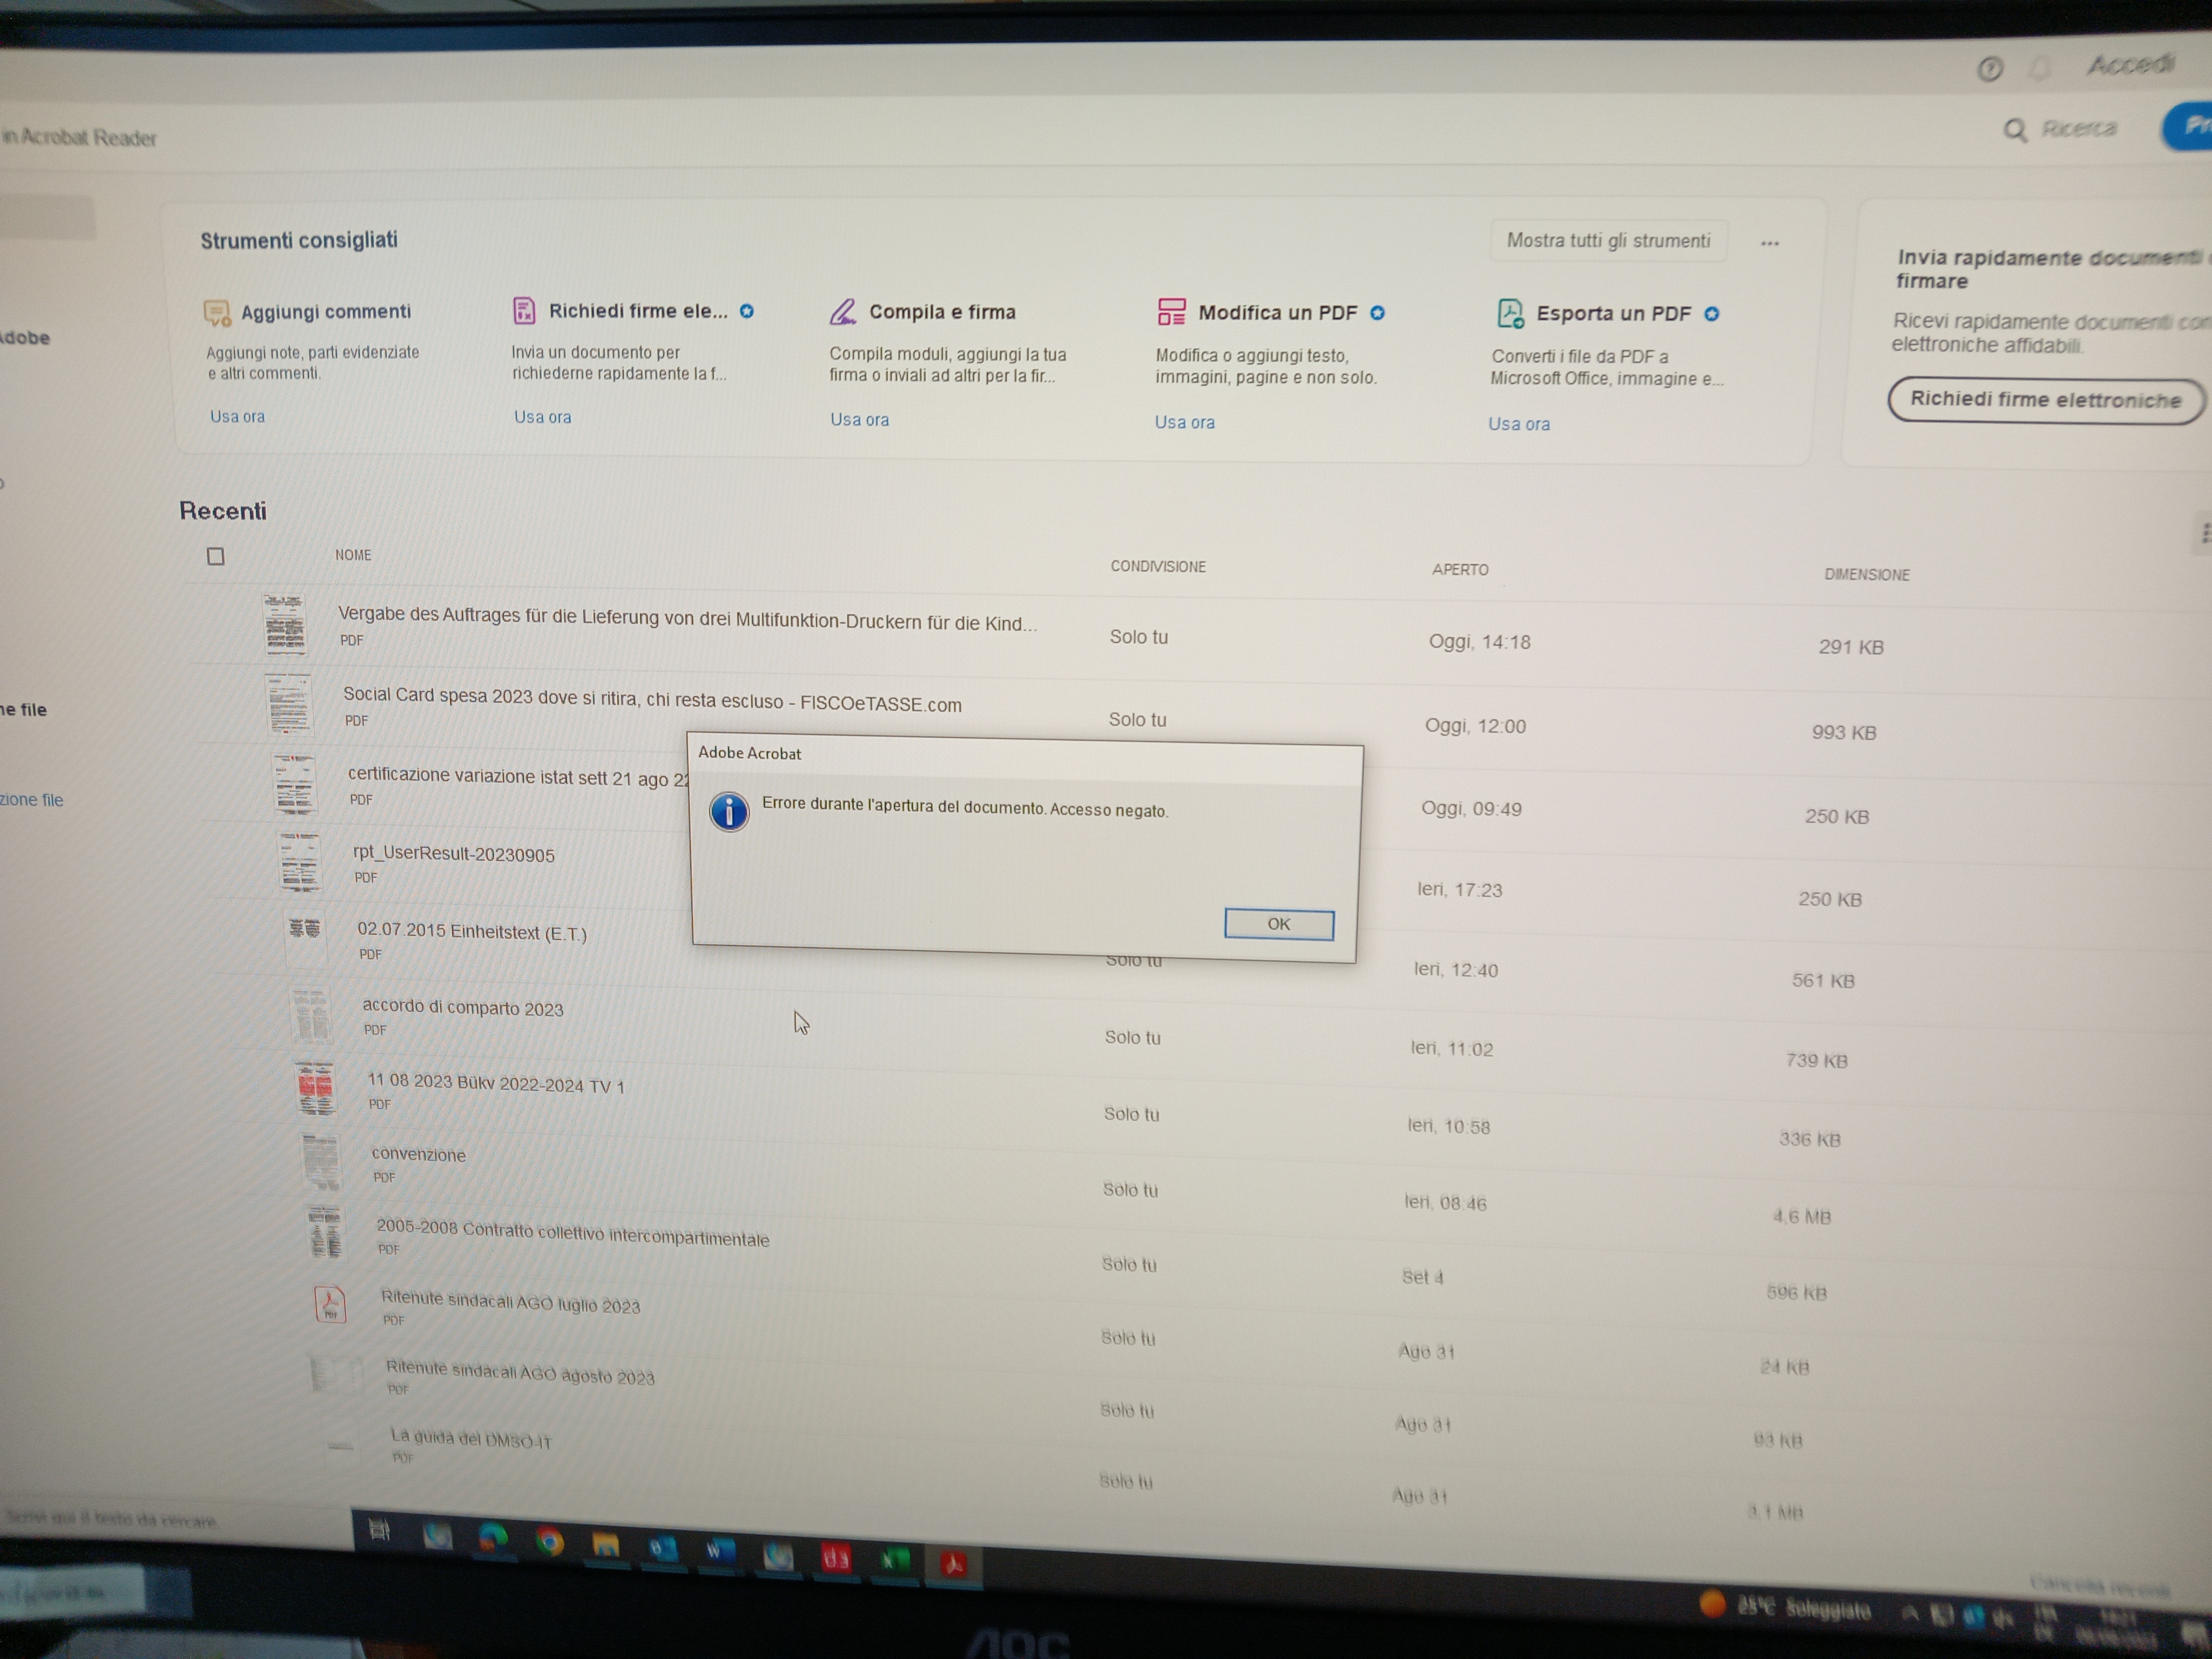 Accedi
in Acrobat Reader
Ricerca
Strumenti consigliati
Mostra tutti gli strumenti
...
Aggiungi commenti
Aggiungi note, parti evidenziate
e altri commenti.
Usa ora
Richiedi firme ele...
Invia un documento per
richiederne rapidamente la f...
Usa ora
Compila e firma
Compila moduli, aggiungi la tua
firma o inviali ad altri per la fir...
Usa ora
Modifica un PDF
Modifica o aggiungi testo,
immagini, pagine e non solo.
Usa ora
Esporta un PDF
Converti i file da PDF a
Microsoft Office, immagine e...
Usa ora
Invia rapidamente documenti
firmare
Ricevi rapidamente documenti con
elettroniche affidabili.
Richiedi firme elettroniche
Adobe
ne file
zione file
Recenti
NOME CONDIVISIONE APERTO DIMENSIONE
Vergabe des Auftrages für die Lieferung von drei Multifunktion-Druckern für die Kind...
PDF
Solo tu Oggi, 14:18 291 KB
Social Card spesa 2023 dove si ritira, chi resta escluso - FISCOeTASSE.com
PDF
Solo tu Oggi, 12:00 993 KB
certificazione variazione istat sett 21 ago 22
PDF
Oggi, 09:49 250 KB
rpt_UserResult-20230905
PDF
Ieri, 17:23 250 KB
02.07.2015 Einheitstext (E.T.)
PDF
Solo tu Ieri, 12:40 561 KB
accordo di comparto 2023
PDF
Solo tu Ieri, 11:02 739 KB
11 08 2023 Bükv 2022-2024 TV 1
PDF
Solo tu Ieri, 10:58 336 KB
convenzione
PDF
Solo tu Ieri, 08:46 4,6 MB
2005-2008 Contratto collettivo intercompartimentale
PDF
Solo tu Set 4 596 KB
Ritenute sindacali AGO luglio 2023
PDF
Solo tu Ago 31 24 KB
Ritenute sindacali AGO agosto 2023
PDF
Solo tu Ago 31 93 KB
La guida del DMSO-IT
PDF
Solo tu Ago 31 3,1 MB
Adobe Acrobat
Errore durante l'apertura del documento. Accesso negato.
OK
Scrivi qui il testo da cercare.
Cancella recenti
25°C Soleggiato
AOC